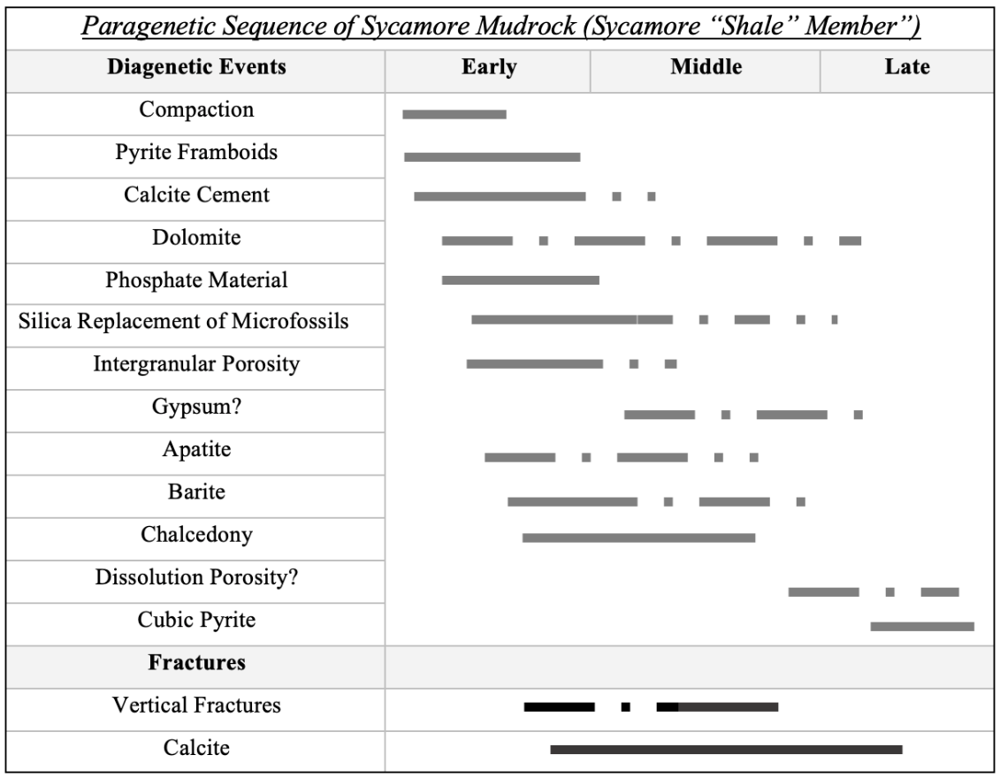 Paragenetic Sequence of Sycamore Mudrock (Sycamore “Shale” Member”)
Diagenetic Events Early Middle Late
Compaction
Pyrite Framboids
Calcite Cement
Dolomite
Phosphate Material
Silica Replacement of Microfossils
Intergranular Porosity
Gypsum?
Apatite
Barite
Chalcedony
Dissolution Porosity?
Cubic Pyrite
Fractures
Vertical Fractures
Calcite